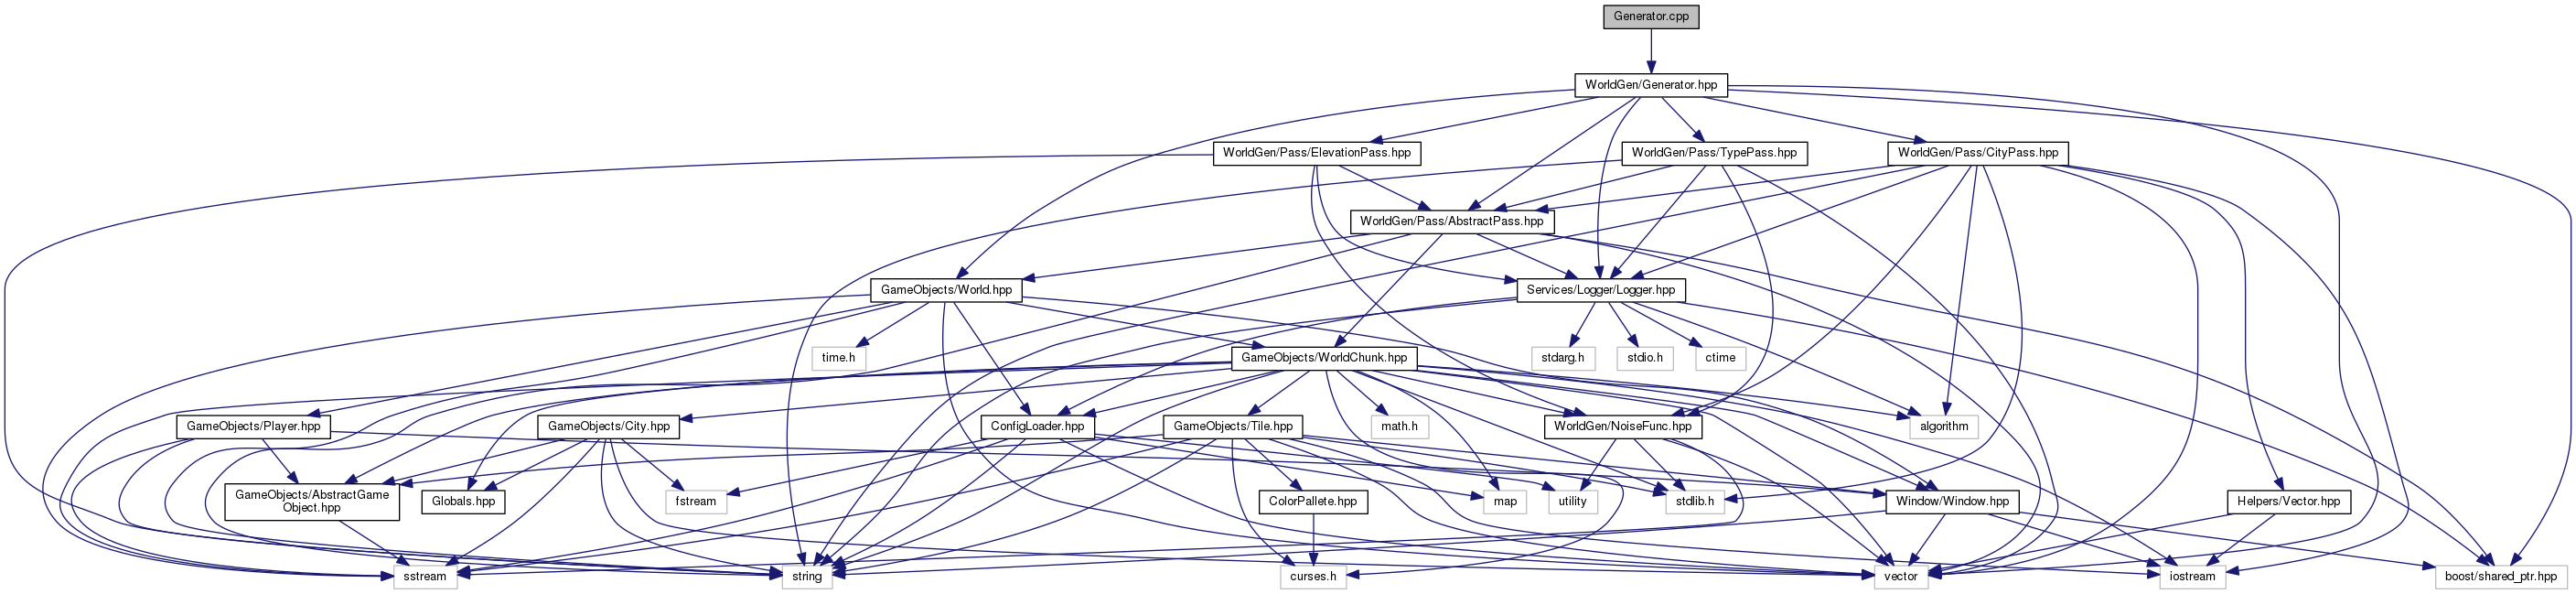 Generator.cpp
WorldGen/Generator.hpp
WorldGen/Pass/ElevationPass.hpp
WorldGen/Pass/TypePass.hpp
WorldGen/Pass/CityPass.hpp
WorldGen/Pass/AbstractPass.hpp
GameObjects/World.hpp
Services/Logger/Logger.hpp
time.h
GameObjects/WorldChunk.hpp
stdarg.h
stdio.h
ctime
GameObjects/Player.hpp
GameObjects/City.hpp
ConfigLoader.hpp
GameObjects/Tile.hpp
math.h
WorldGen/NoiseFunc.hpp
algorithm
GameObjects/AbstractGame
Object.hpp
Globals.hpp
fstream
ColorPallete.hpp
map
utility
stdlib.h
Window/Window.hpp
Helpers/Vector.hpp
sstream
string
curses.h
vector
iostream
boost/shared_ptr.hpp